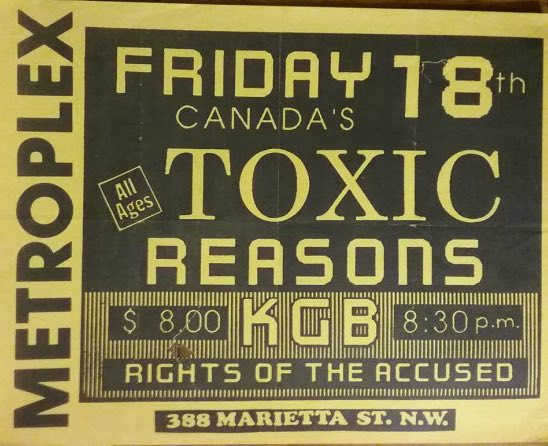 METROPLEX
FRIDAY 18th
CANADA'S
All
Ages
TOXIC
REASONS
$ 8.00 KGB 8:30 p.m.
RIGHTS OF THE ACCUSED
388 MARIETTA ST. N.W.